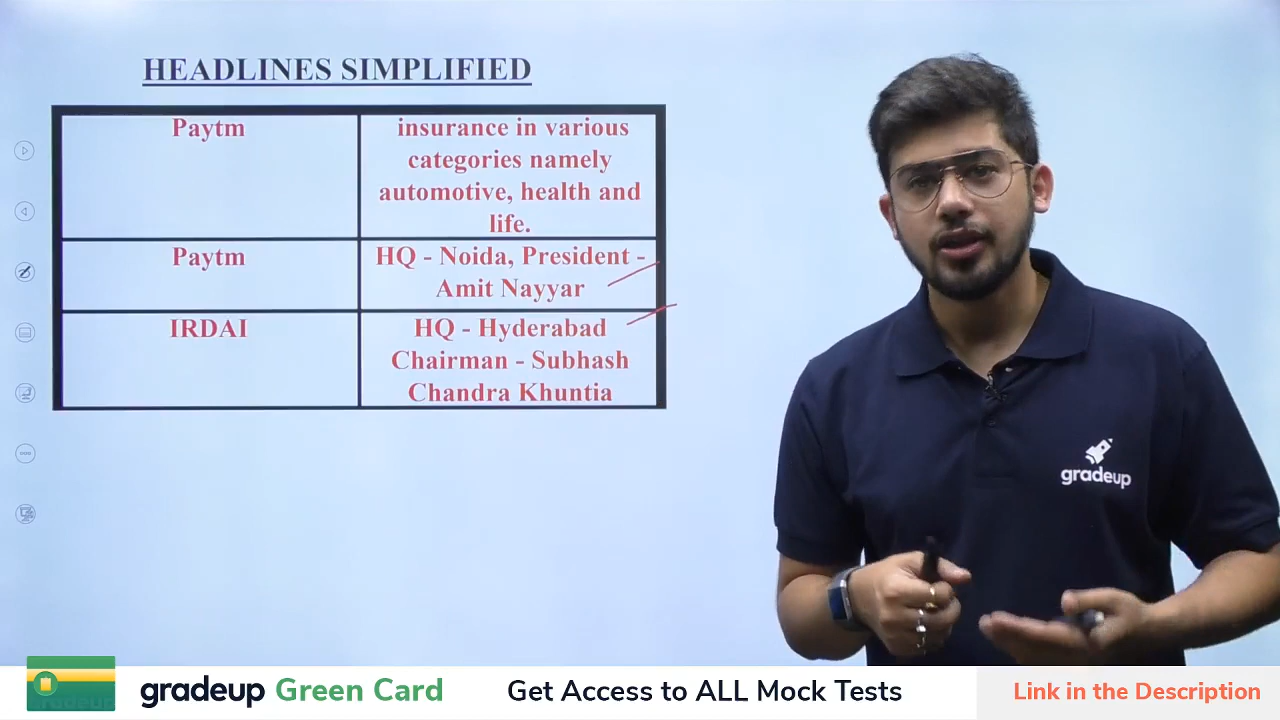 HEADLINES SIMPLIFIED
Paytm
insurance in various
categories namely
automotive, health and
life.
Paytm
HQ - Noida, President -
Amit Nayyar
IRDAI
HQ - Hyderabad
Chairman - Subhash
Chandra Khuntia
gradeup
gradeup Green Card
Get Access to ALL Mock Tests
Link in the Description